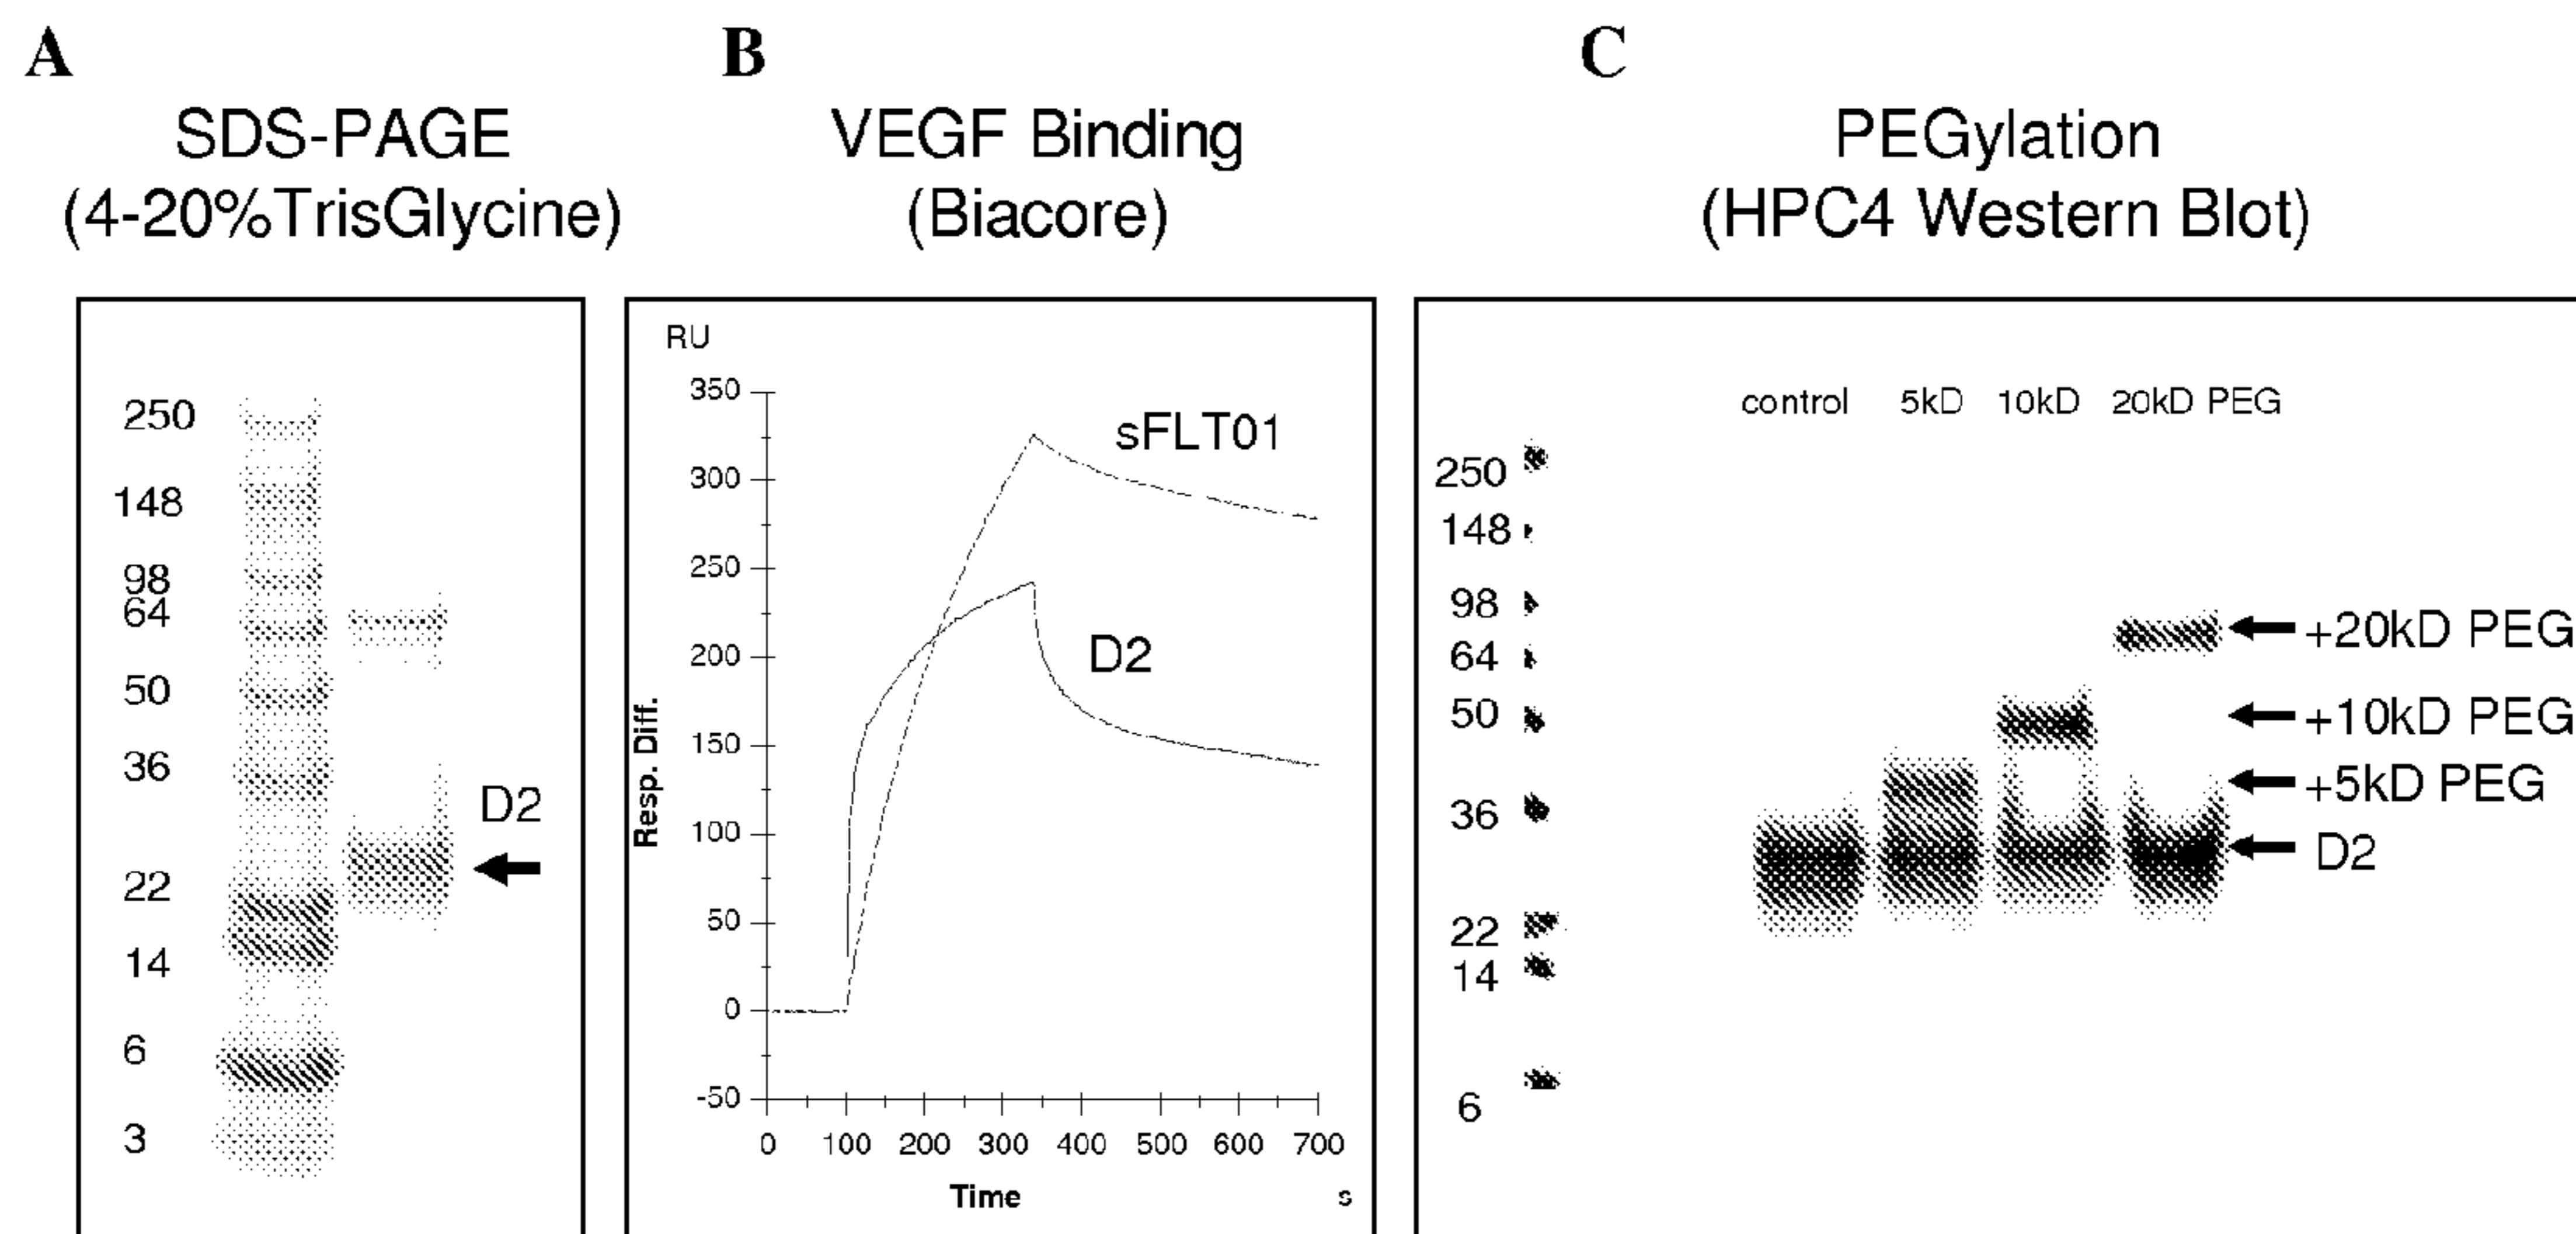 A
SDS-PAGE
(4-20%TrisGlycine)
250
148
98
64
50
36
22
14
6
3
D2
B
VEGF Binding
(Biacore)
RU
350
300
250
200
150
100
50
0
-50
Resp. Diff.
sFLT01
D2
0 100 200 300 400 500 600 700
Time s
C
PEGylation
(HPC4 Western Blot)
control 5kD 10kD 20kD PEG
250
148
98
64
50
36
22
14
6
+20kD PEG
+10kD PEG
+5kD PEG
D2